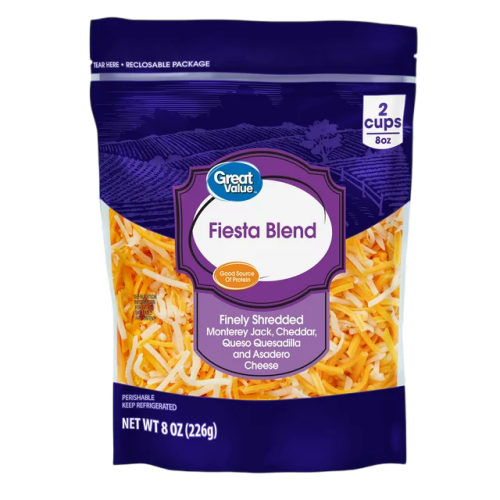 TEAR HERE • RECLOSABLE PACKAGE
2
cups
8oz
Great
Value™
Fiesta Blend
Good Source
Of Protein
Finely Shredded
Monterey Jack, Cheddar,
Queso Quesadilla
and Asadero
Cheese
PERISHABLE
KEEP REFRIGERATED
NET WT 8 OZ (226g)